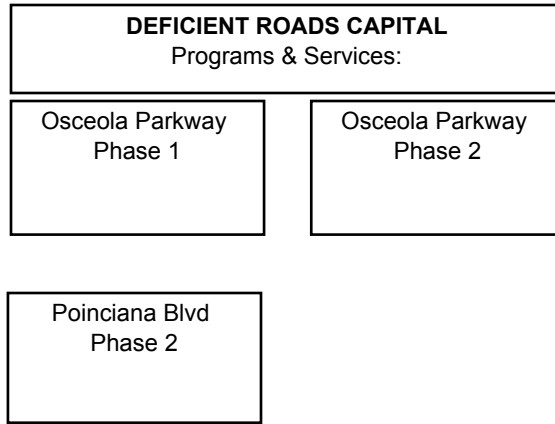 DEFICIENT ROADS CAPITAL
Programs & Services:
Osceola Parkway
Phase 1
Osceola Parkway
Phase 2
Poinciana Blvd
Phase 2